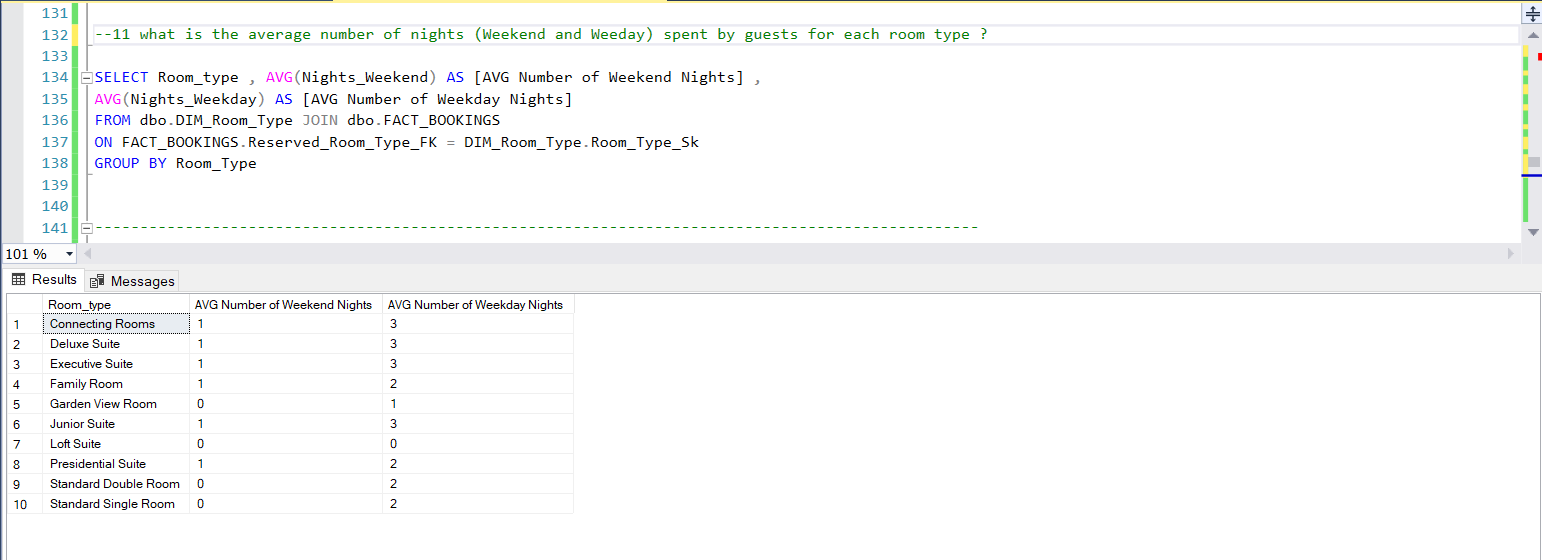 131
132 --11 what is the average number of nights (Weekend and Weeday) spent by guests for each room type ?
133
134 SELECT Room_type , AVG(Nights_Weekend) AS [AVG Number of Weekend Nights] ,
135 AVG(Nights_Weekday) AS [AVG Number of Weekday Nights]
136 FROM dbo.DIM_Room_Type JOIN dbo.FACT_BOOKINGS
137 ON FACT_BOOKINGS.Reserved_Room_Type_FK = DIM_Room_Type.Room_Type_Sk
138 GROUP BY Room_Type
139
140
141 --------------------------------------------------------------------------------------------------
101 %
Results Messages
Room_type AVG Number of Weekend Nights AVG Number of Weekday Nights
1 Connecting Rooms 1 3
2 Deluxe Suite 1 3
3 Executive Suite 1 3
4 Family Room 1 2
5 Garden View Room 0 1
6 Junior Suite 1 3
7 Loft Suite 0 0
8 Presidential Suite 1 2
9 Standard Double Room 0 2
10 Standard Single Room 0 2